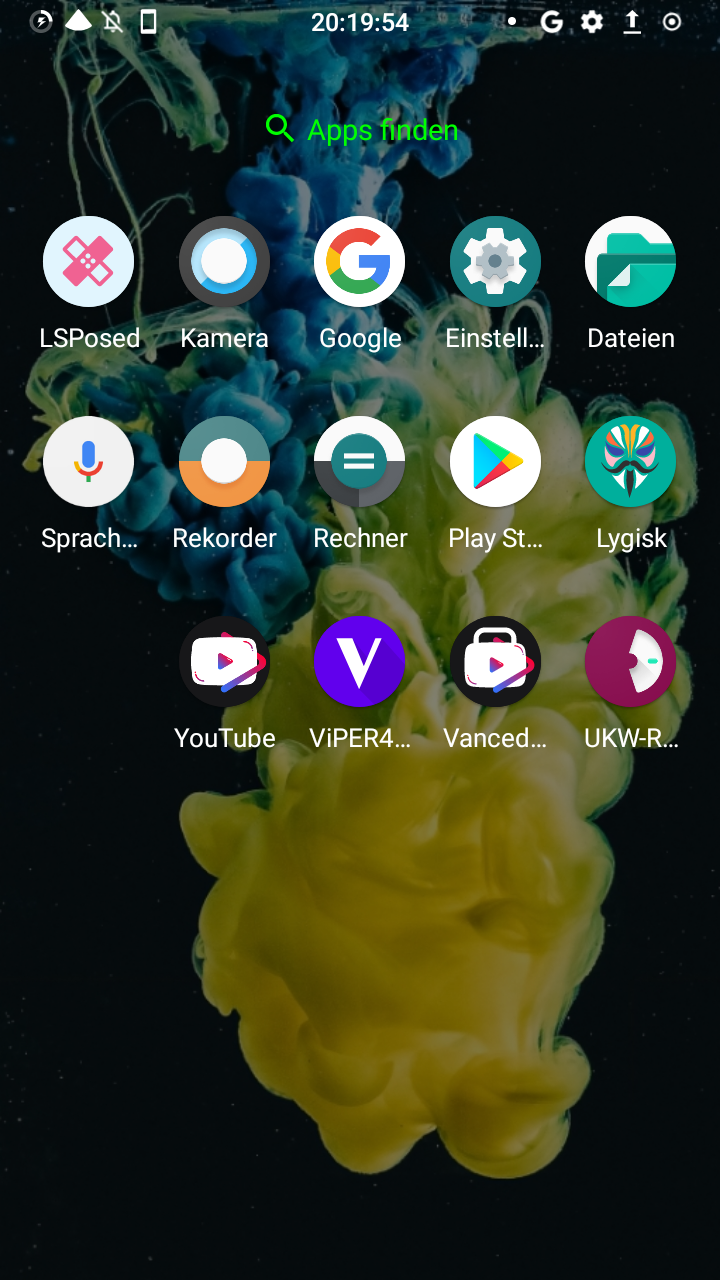 20:19:54
Apps finden
LSPosed Kamera Google Einstell... Dateien
Sprach... Rekorder Rechner Play St... Lygisk
YouTube ViPER4... Vanced... UKW-R...